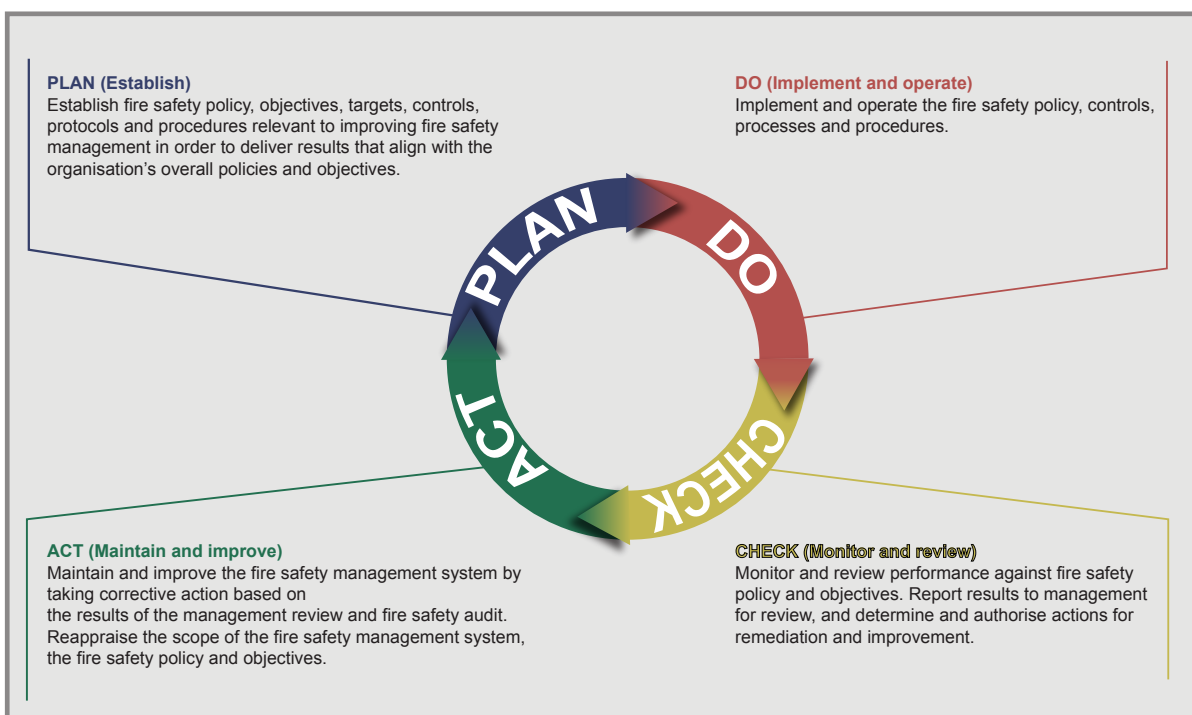 PLAN (Establish)
Establish fire safety policy, objectives, targets, controls,
protocols and procedures relevant to improving fire safety
management in order to deliver results that align with the
organisation’s overall policies and objectives.
DO (Implement and operate)
Implement and operate the fire safety policy, controls,
processes and procedures.
PLAN
DO
CHECK
ACT
ACT (Maintain and improve)
Maintain and improve the fire safety management system by
taking corrective action based on
the results of the management review and fire safety audit.
Reappraise the scope of the fire safety management system,
the fire safety policy and objectives.
CHECK (Monitor and review)
Monitor and review performance against fire safety
policy and objectives. Report results to management
for review, and determine and authorise actions for
remediation and improvement.